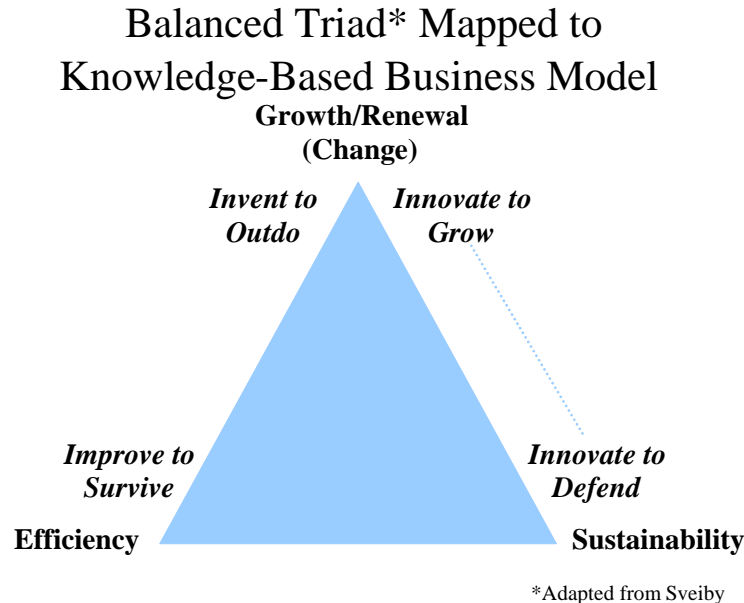 Balanced Triad* Mapped to
Knowledge-Based Business Model
Growth/Renewal
(Change)
Invent to
Outdo
Innovate to
Grow
Improve to
Survive
Innovate to
Defend
Efficiency
Sustainability
*Adapted from Sveiby